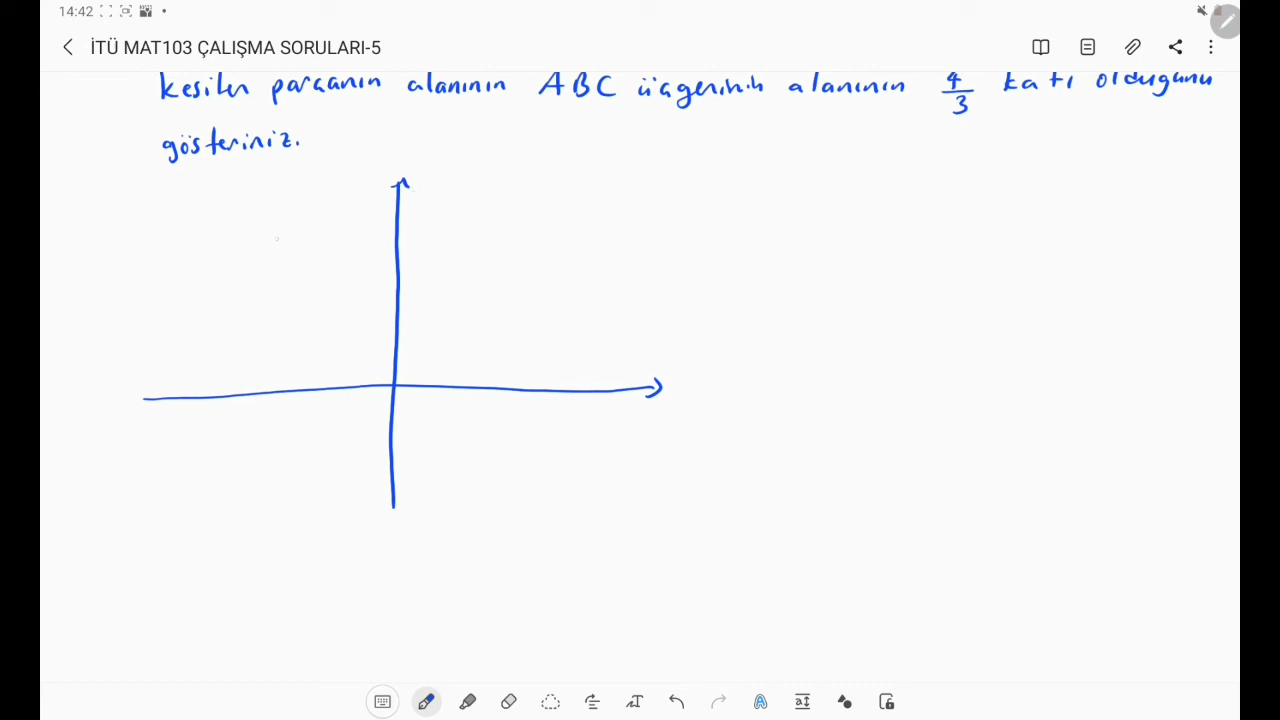 14:42
İTÜ MAT103 ÇALIŞMA SORULARI-5
kesilen parçanın alanının ABC üçgeninin alanının 4/3 katı olduğunu
gösteriniz.